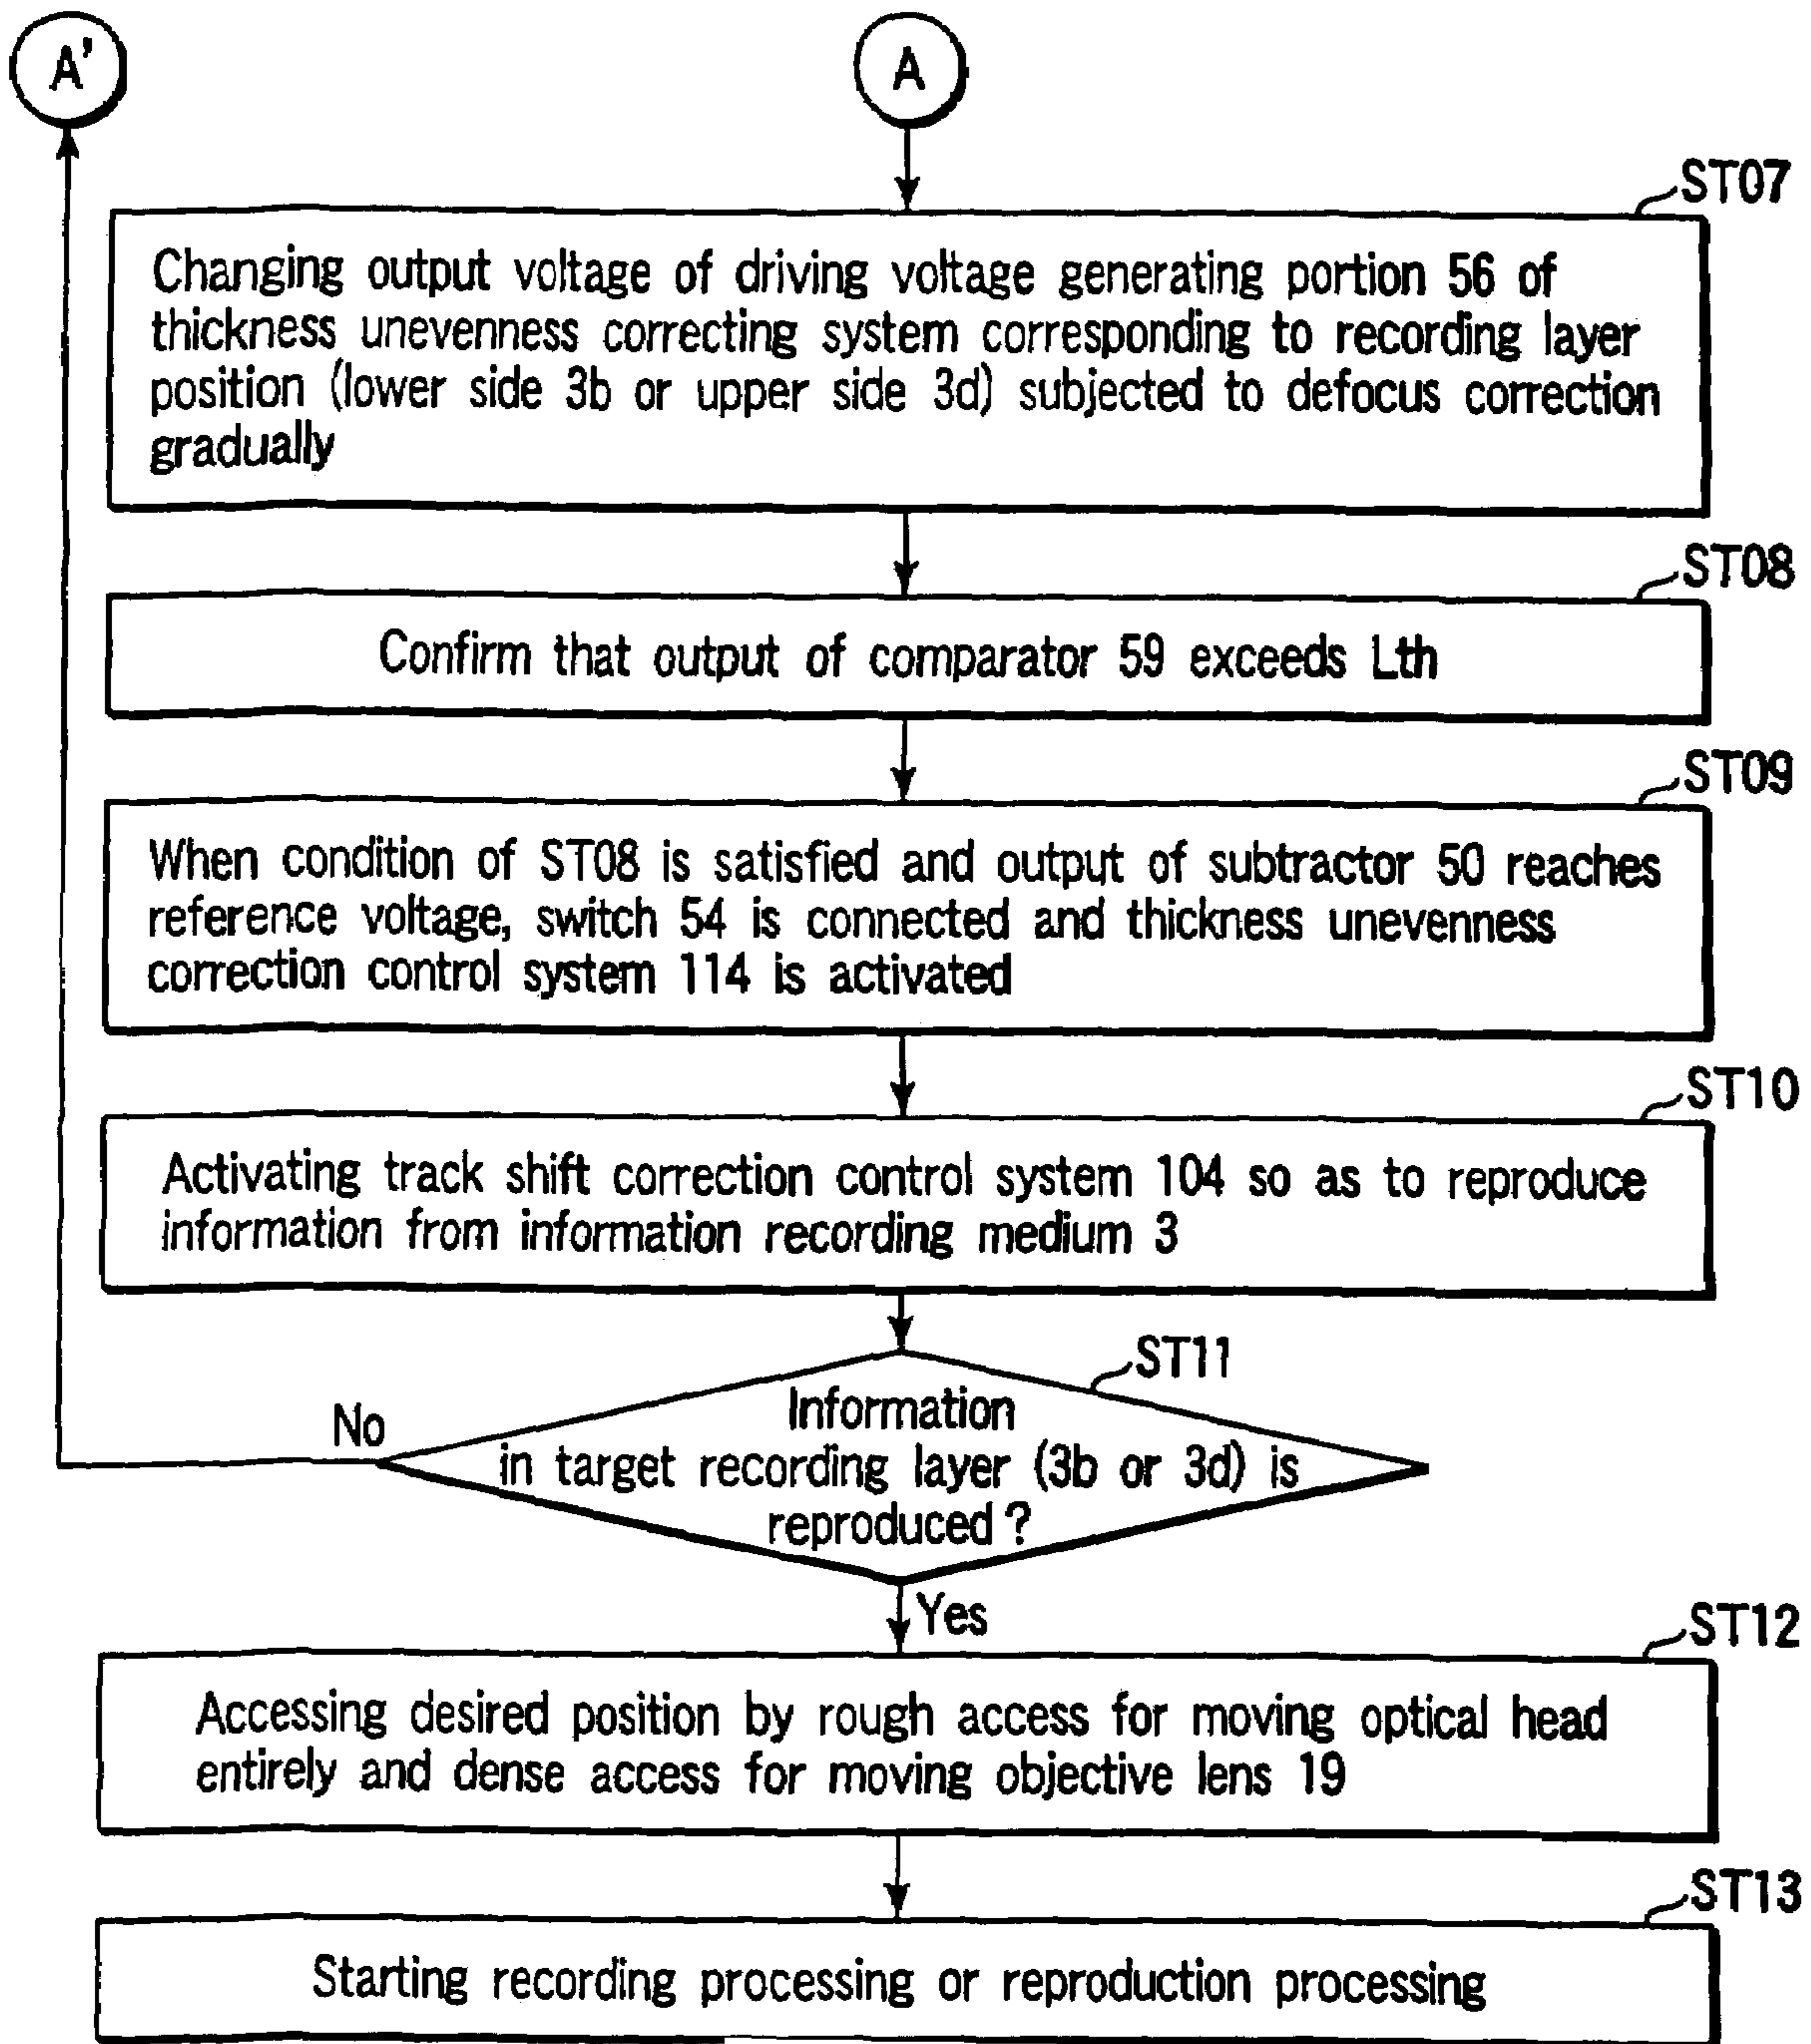 A'
A
ST07
Changing output voltage of driving voltage generating portion 56 of
thickness unevenness correcting system corresponding to recording layer
position (lower side 3b or upper side 3d) subjected to defocus correction
gradually
ST08
Confirm that output of comparator 59 exceeds Lth
ST09
When condition of ST08 is satisfied and output of subtractor 50 reaches
reference voltage, switch 54 is connected and thickness unevenness
correction control system 114 is activated
ST10
Activating track shift correction control system 104 so as to reproduce
information from information recording medium 3
ST11
No
Information
in target recording layer (3b or 3d) is
reproduced ?
Yes
ST12
Accessing desired position by rough access for moving optical head
entirely and dense access for moving objective lens 19
ST13
Starting recording processing or reproduction processing